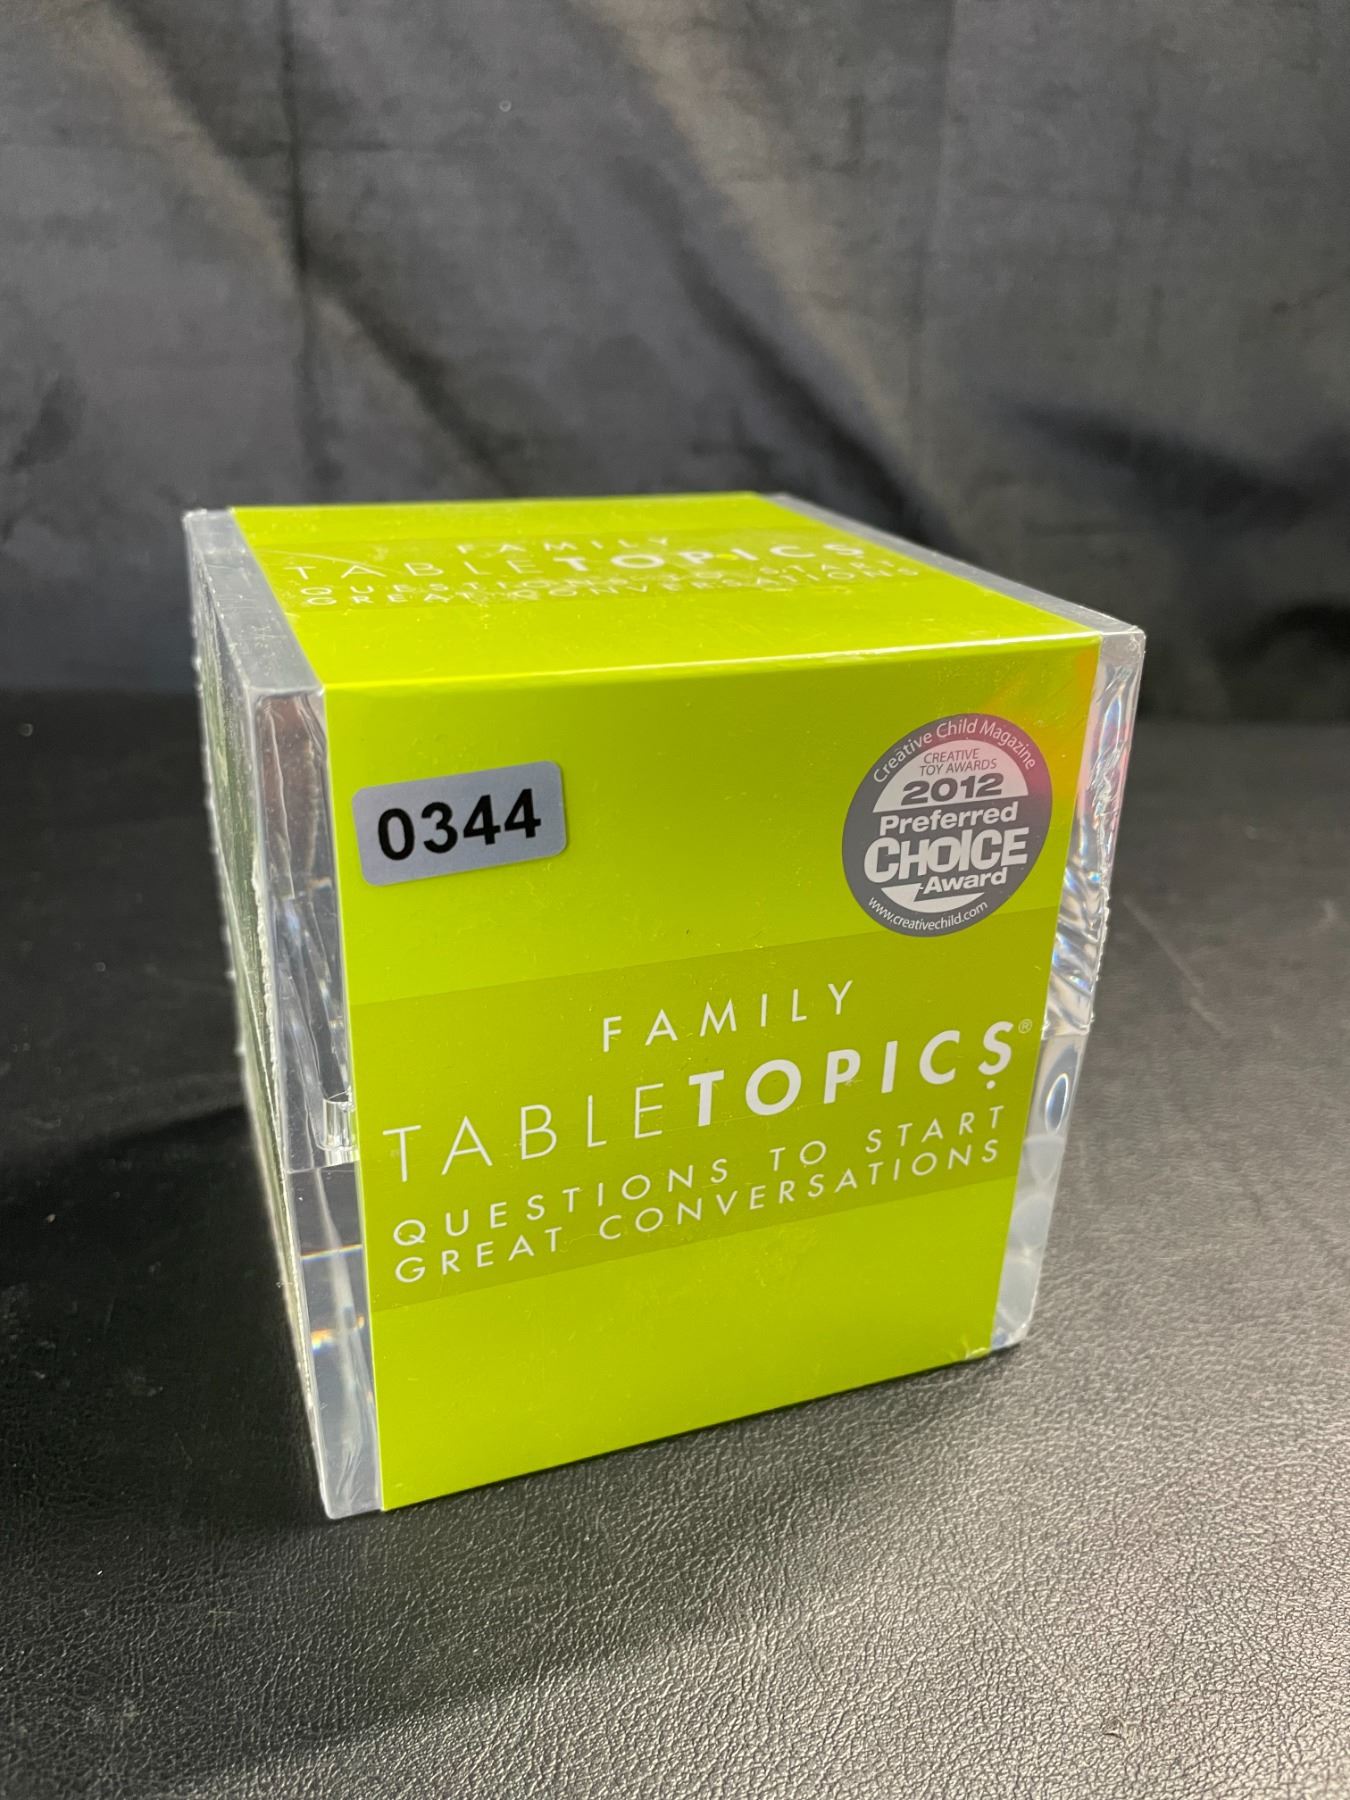 FAMILY
TABLETOPICS
QUESTIONS TO START
GREAT CONVERSATIONS
0344
Creative Child Magazine
CREATIVE
TOY AWARDS
2012
Preferred
CHOICE
Award
www.creativechild.com
FAMILY
TABLETOPICS®
QUESTIONS TO START
GREAT CONVERSATIONS